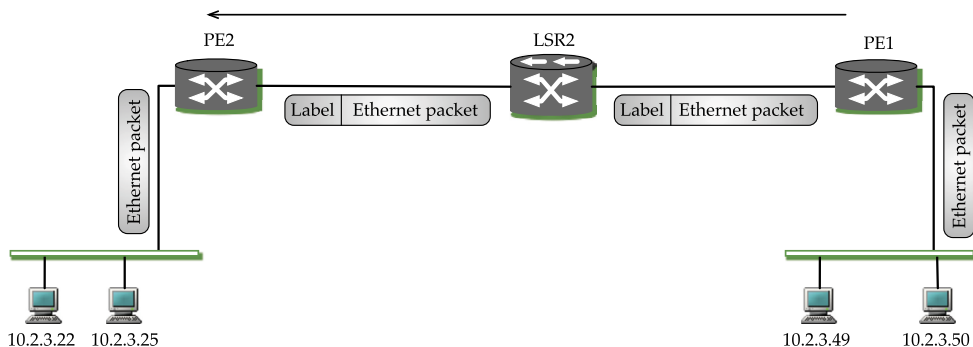 PE2
LSR2
PE1
Ethernet packet
Label Ethernet packet
Label Ethernet packet
Ethernet packet
10.2.3.22
10.2.3.25
10.2.3.49
10.2.3.50